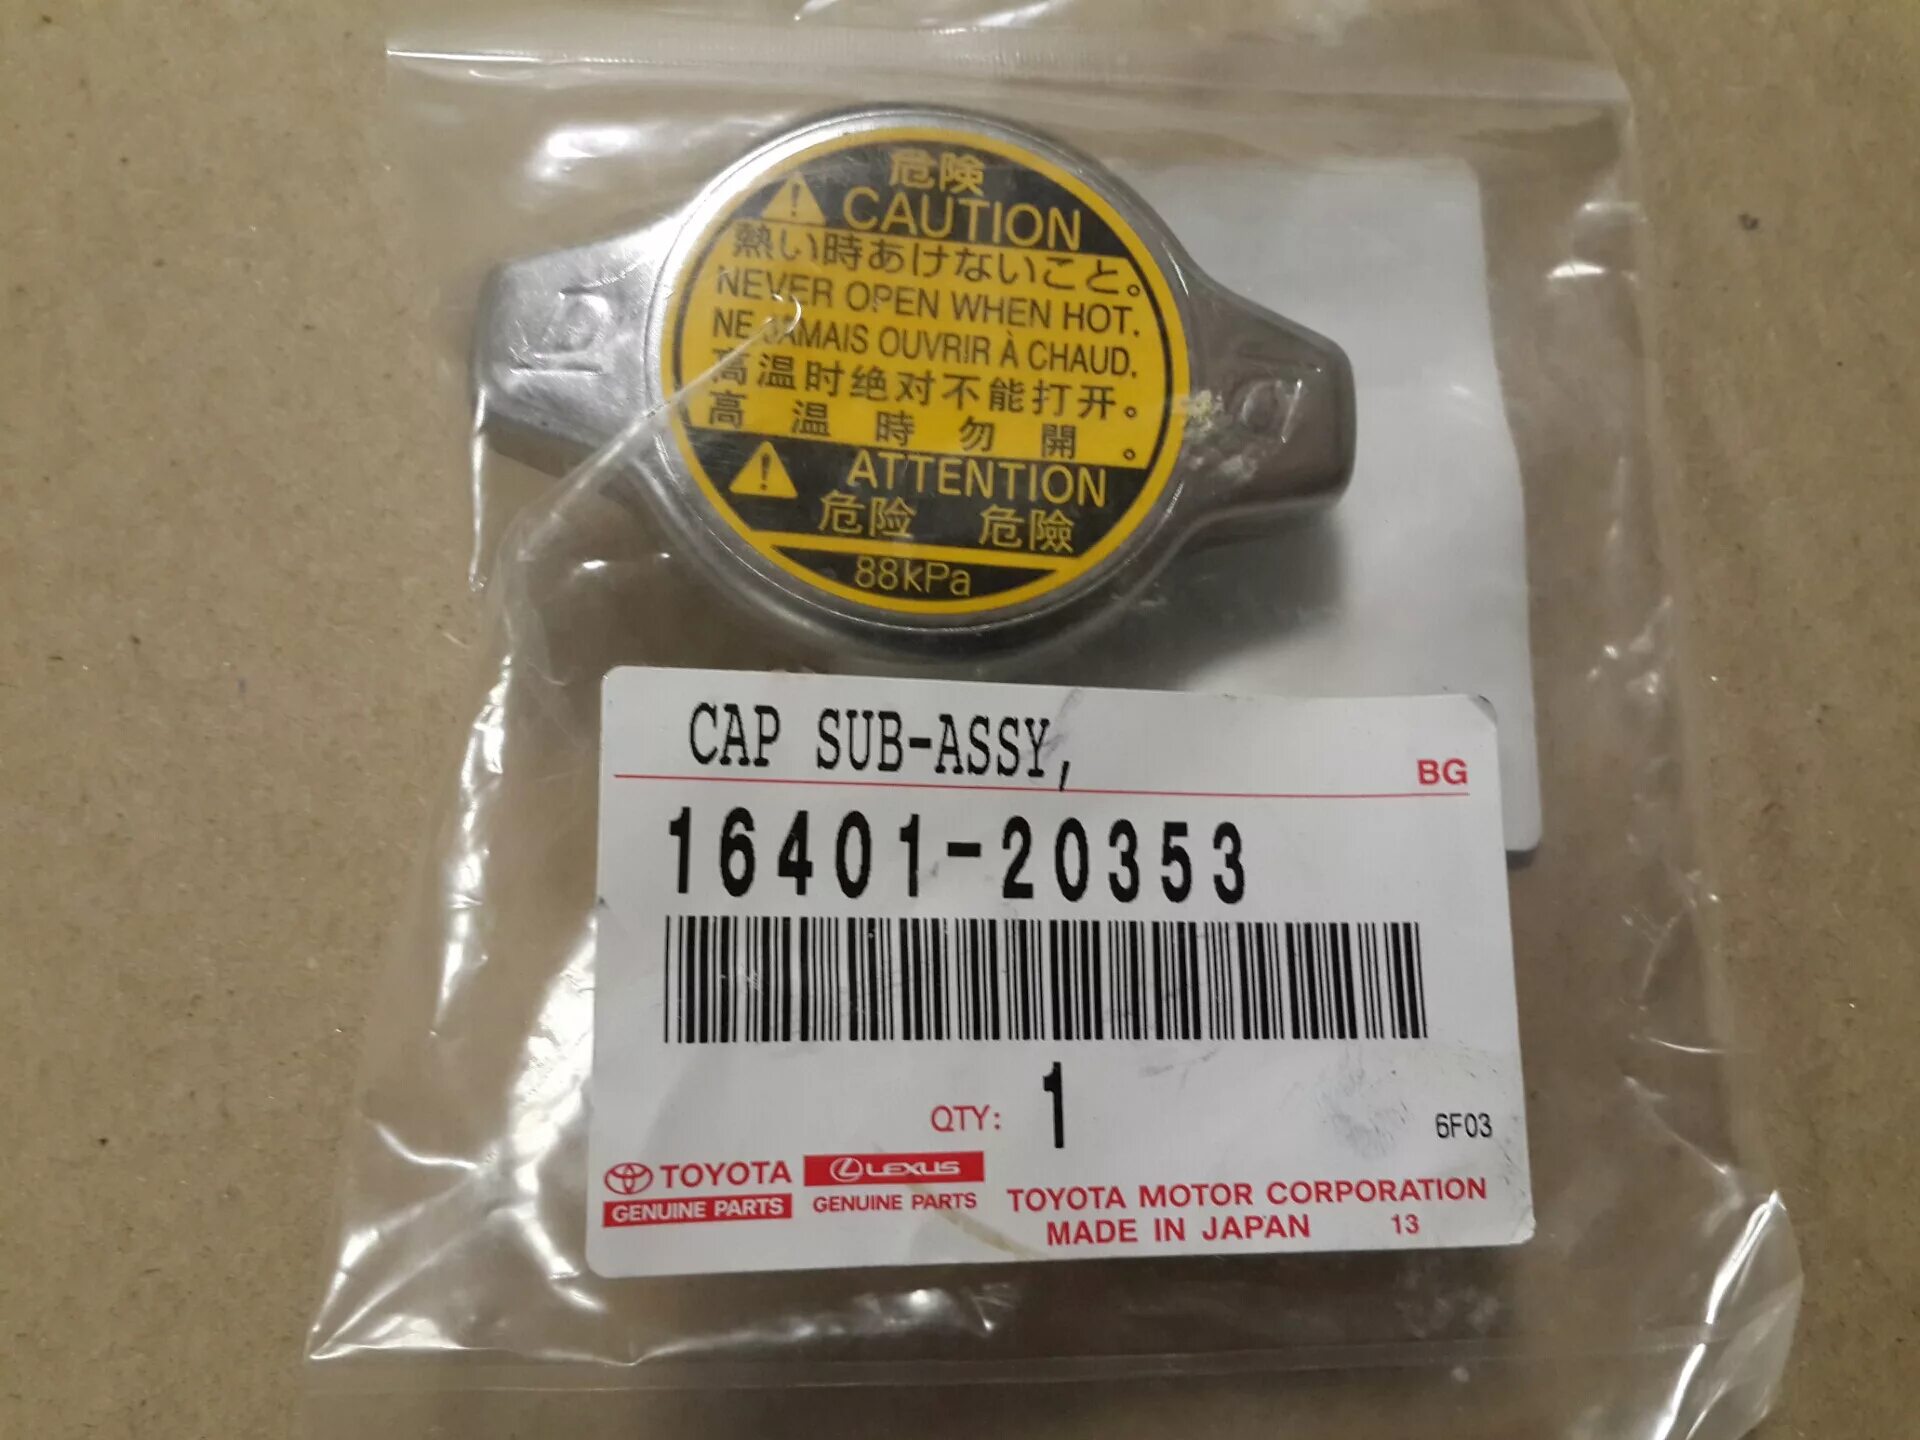 危険
CAUTION
熱い時あけないこと。
NEVER OPEN WHEN HOT.
NE JAMAIS OUVRIR À CHAUD.
高温时绝对不能打开。
高温時勿開。
ATTENTION
危险 危險
88kPa
CAP SUB-ASSY,
BG
16401-20353
QTY: 1
6F03
TOYOTA
GENUINE PARTS
LEXUS
GENUINE PARTS
TOYOTA MOTOR CORPORATION
MADE IN JAPAN 13